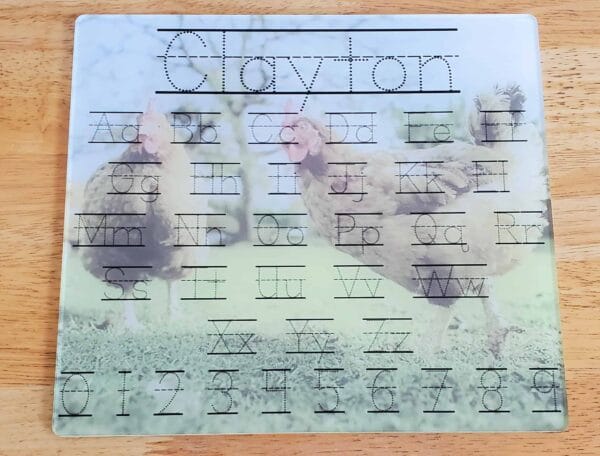 Clayton
Aa Bb Cc Dd Ee Ff
Gg Hh Ii Jj Kk Ll
Mm Nn Oo Pp Qq Rr
Ss Tt Uu Vv Ww
Xx Yy Zz
0 1 2 3 4 5 6 7 8 9